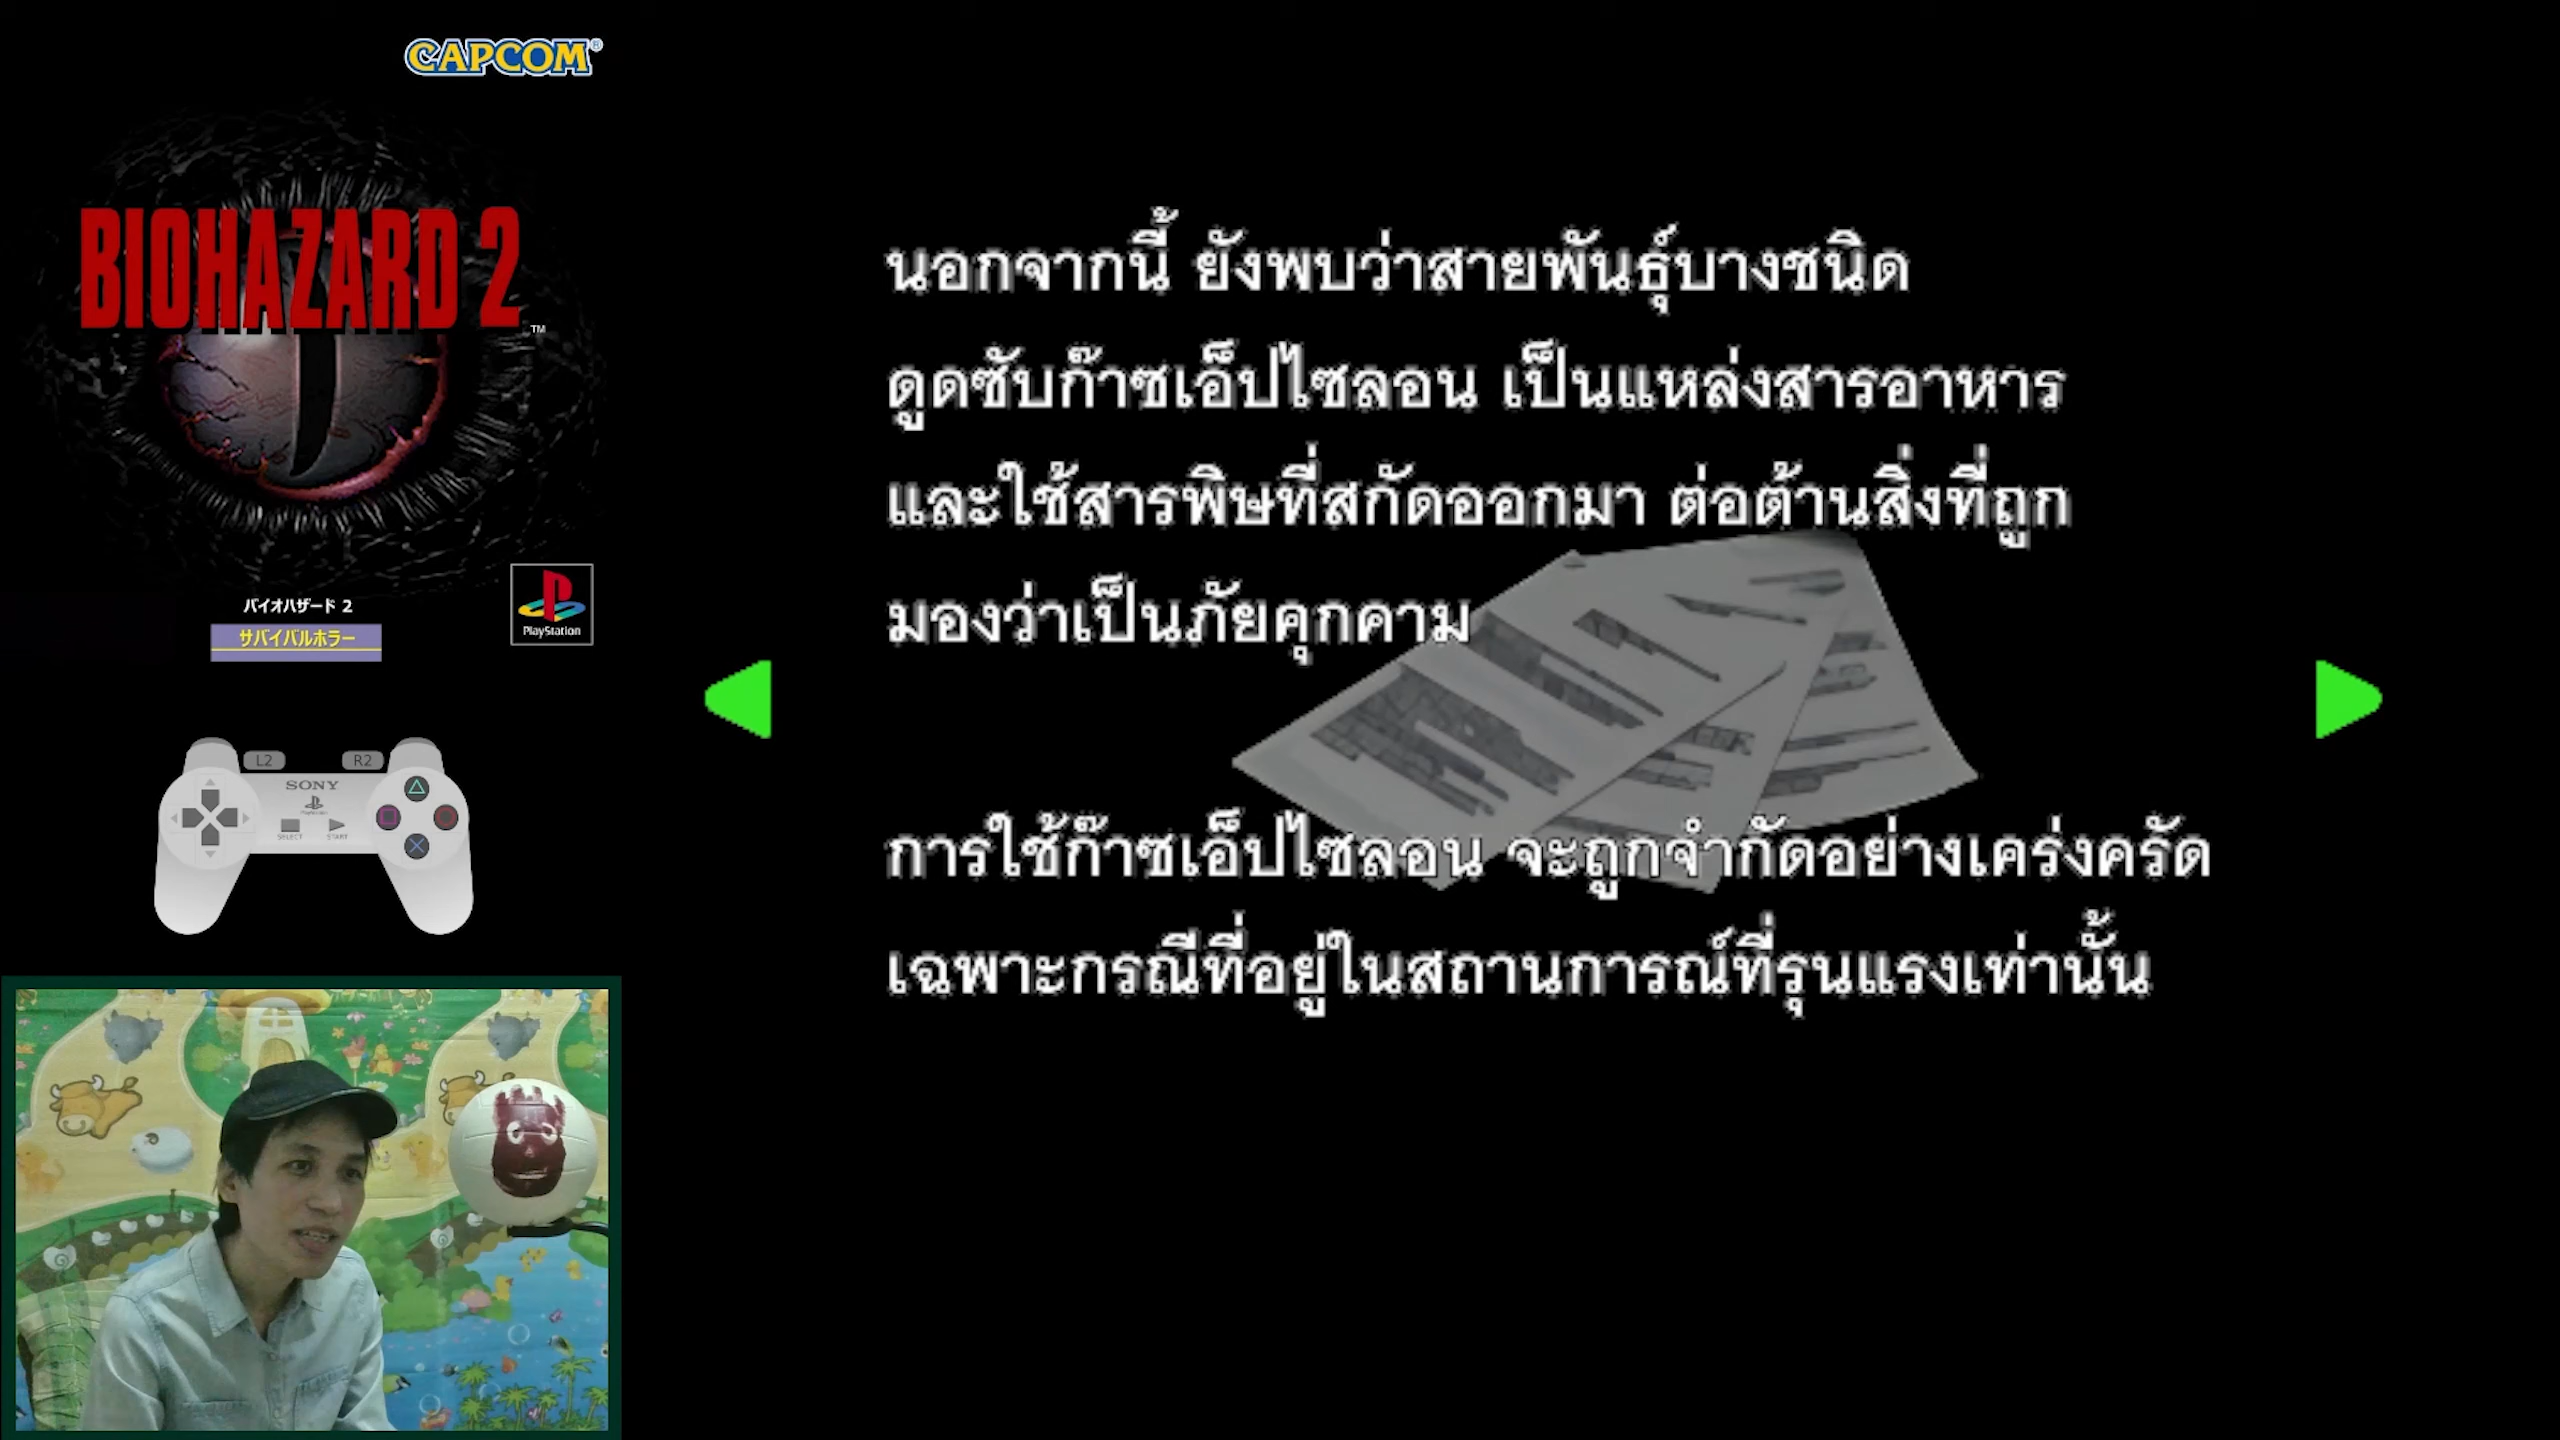 CAPCOM®
BIOHAZARD 2
TM
バイオハザード 2
サバイバルホラー
PlayStation
L2
R2
SONY
PlayStation
SELECT
START
นอกจากนี้ ยังพบว่าสายพันธุ์บางชนิด
ดูดซับก๊าซเอ็ปไซลอน เป็นแหล่งสารอาหาร
และใช้สารพิษที่สกัดออกมา ต่อต้านสิ่งที่ถูก
มองว่าเป็นภัยคุกคาม
การใช้ก๊าซเอ็ปไซลอน จะถูกจำกัดอย่างเคร่งครัด
เฉพาะกรณีที่อยู่ในสถานการณ์ที่รุนแรงเท่านั้น